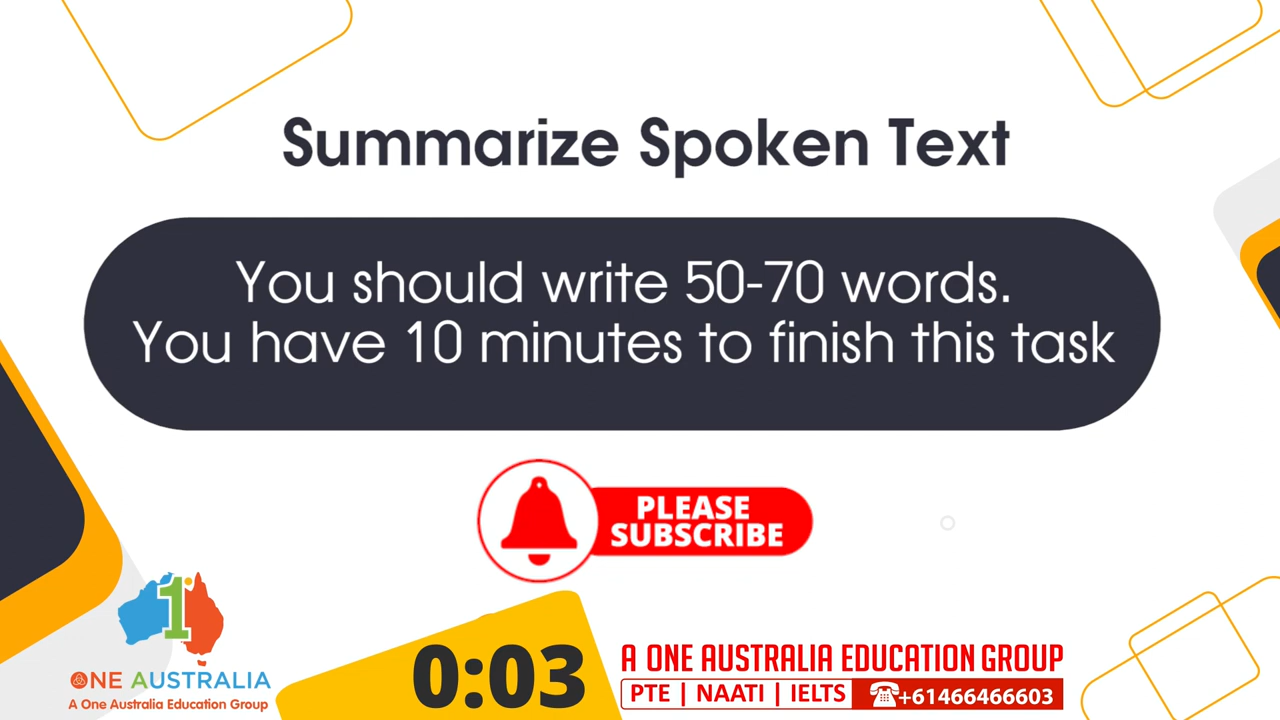 Summarize Spoken Text
You should write 50-70 words.
You have 10 minutes to finish this task
PLEASE
SUBSCRIBE
1
ONE AUSTRALIA
A One Australia Education Group
0:03
A ONE AUSTRALIA EDUCATION GROUP
PTE | NAATI | IELTS
+61466466603